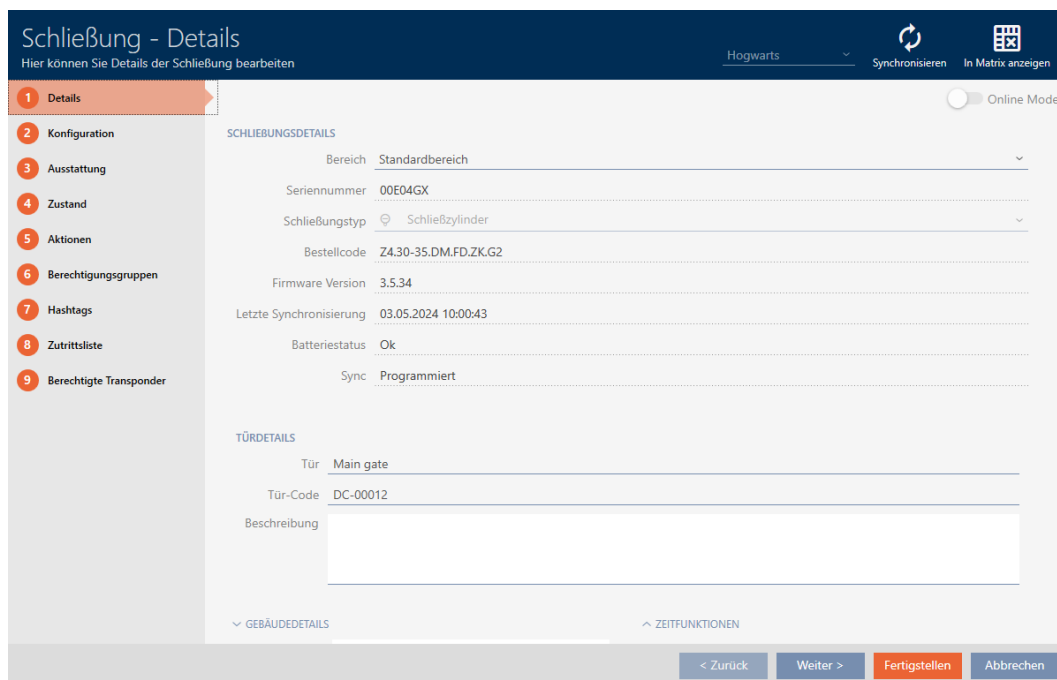 Schließung - Details
Hier können Sie Details der Schließung bearbeiten
Hogwarts
Synchronisieren
In Matrix anzeigen
1 Details
2 Konfiguration
3 Ausstattung
4 Zustand
5 Aktionen
6 Berechtigungsgruppen
7 Hashtags
8 Zutrittsliste
9 Berechtigte Transponder
Online Mode
SCHLIEßUNGSDETAILS
Bereich Standardbereich
Seriennummer 00E04GX
Schließungstyp Schließzylinder
Bestellcode Z4.30-35.DM.FD.ZK.G2
Firmware Version 3.5.34
Letzte Synchronisierung 03.05.2024 10:00:43
Batteriestatus Ok
Sync Programmiert
TÜRDETAILS
Tür Main gate
Tür-Code DC-00012
Beschreibung
GEBÄUDEDETAILS
ZEITFUNKTIONEN
< Zurück
Weiter >
Fertigstellen
Abbrechen